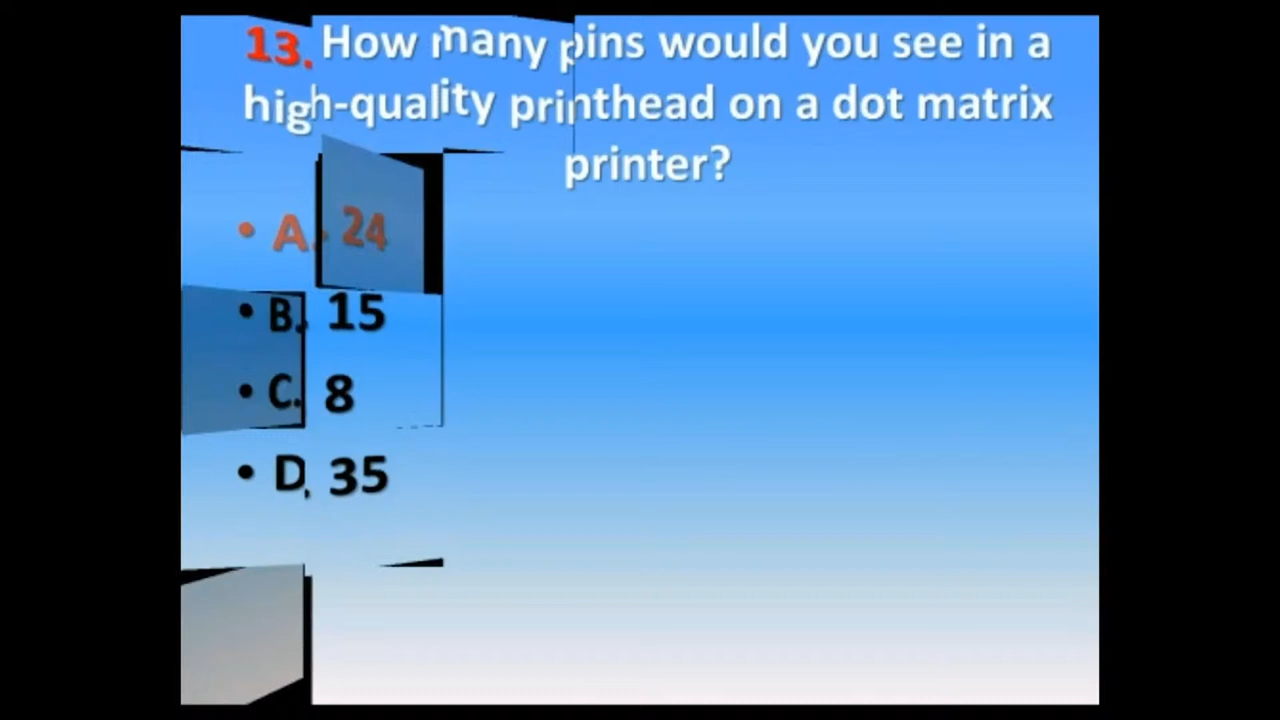 13. How many pins would you see in a
high-quality printhead on a dot matrix
printer?
• A. 24
• B. 15
• C. 8
• D. 35